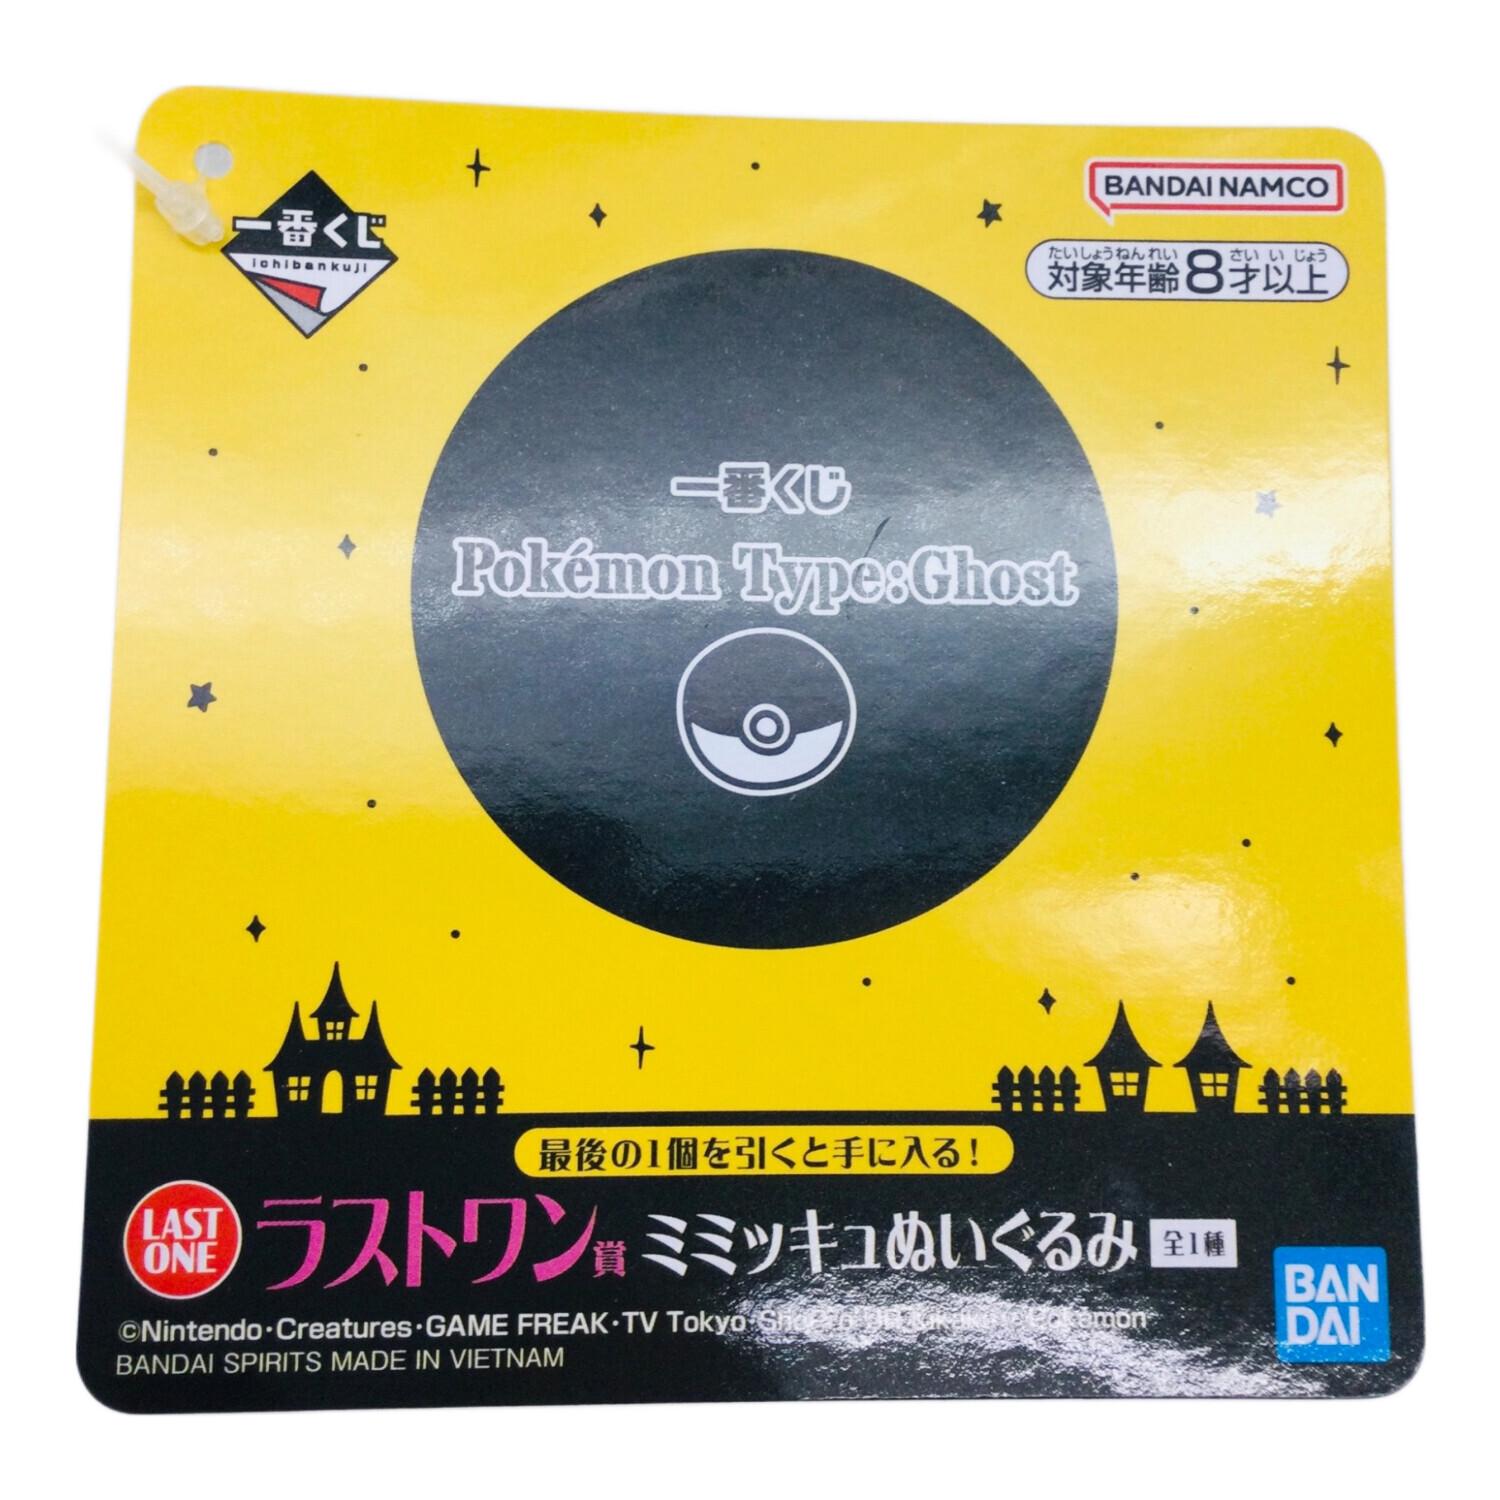 一番くじ
ichibankuji
BANDAI NAMCO
たいしょうねんれい さいいじょう
対象年齢8才以上
一番くじ
Pokémon Type:Ghost
最後の1個を引くと手に入る!
LAST
ONE
ラストワン賞 ミミッキュぬいぐるみ 全1種
©Nintendo・Creatures・GAME FREAK・TV Tokyo・ShoPro・JR Kikaku ©Pokémon
BANDAI SPIRITS MADE IN VIETNAM
BAN
DAI